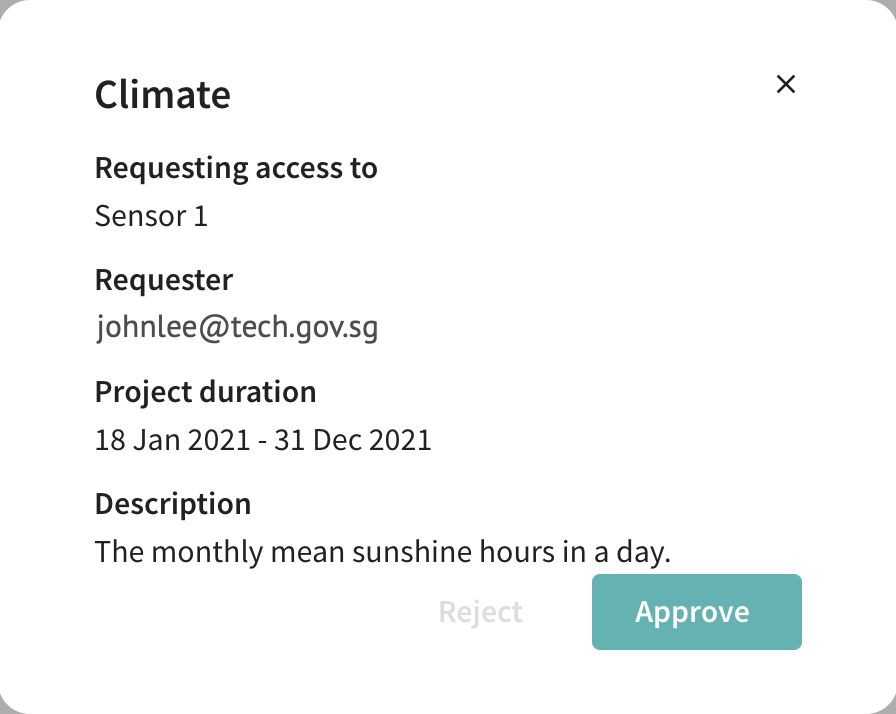 Climate
Requesting access to
Sensor 1
Requester
johnlee@tech.gov.sg
Project duration
18 Jan 2021 - 31 Dec 2021
Description
The monthly mean sunshine hours in a day.
Reject
Approve